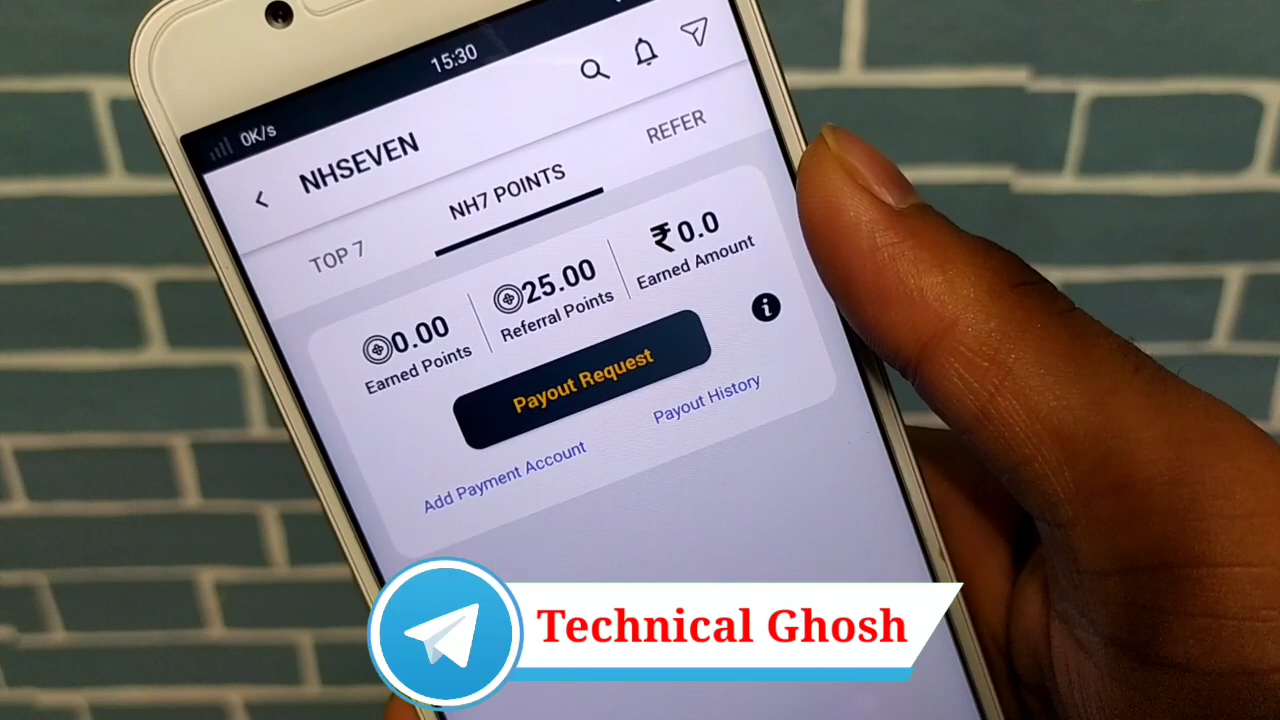 15:30
0K/s
NHSEVEN
TOP 7
NH7 POINTS
REFER
0.00
Earned Points
25.00
Referral Points
₹0.0
Earned Amount
Payout Request
Add Payment Account
Payout History
Technical Ghosh